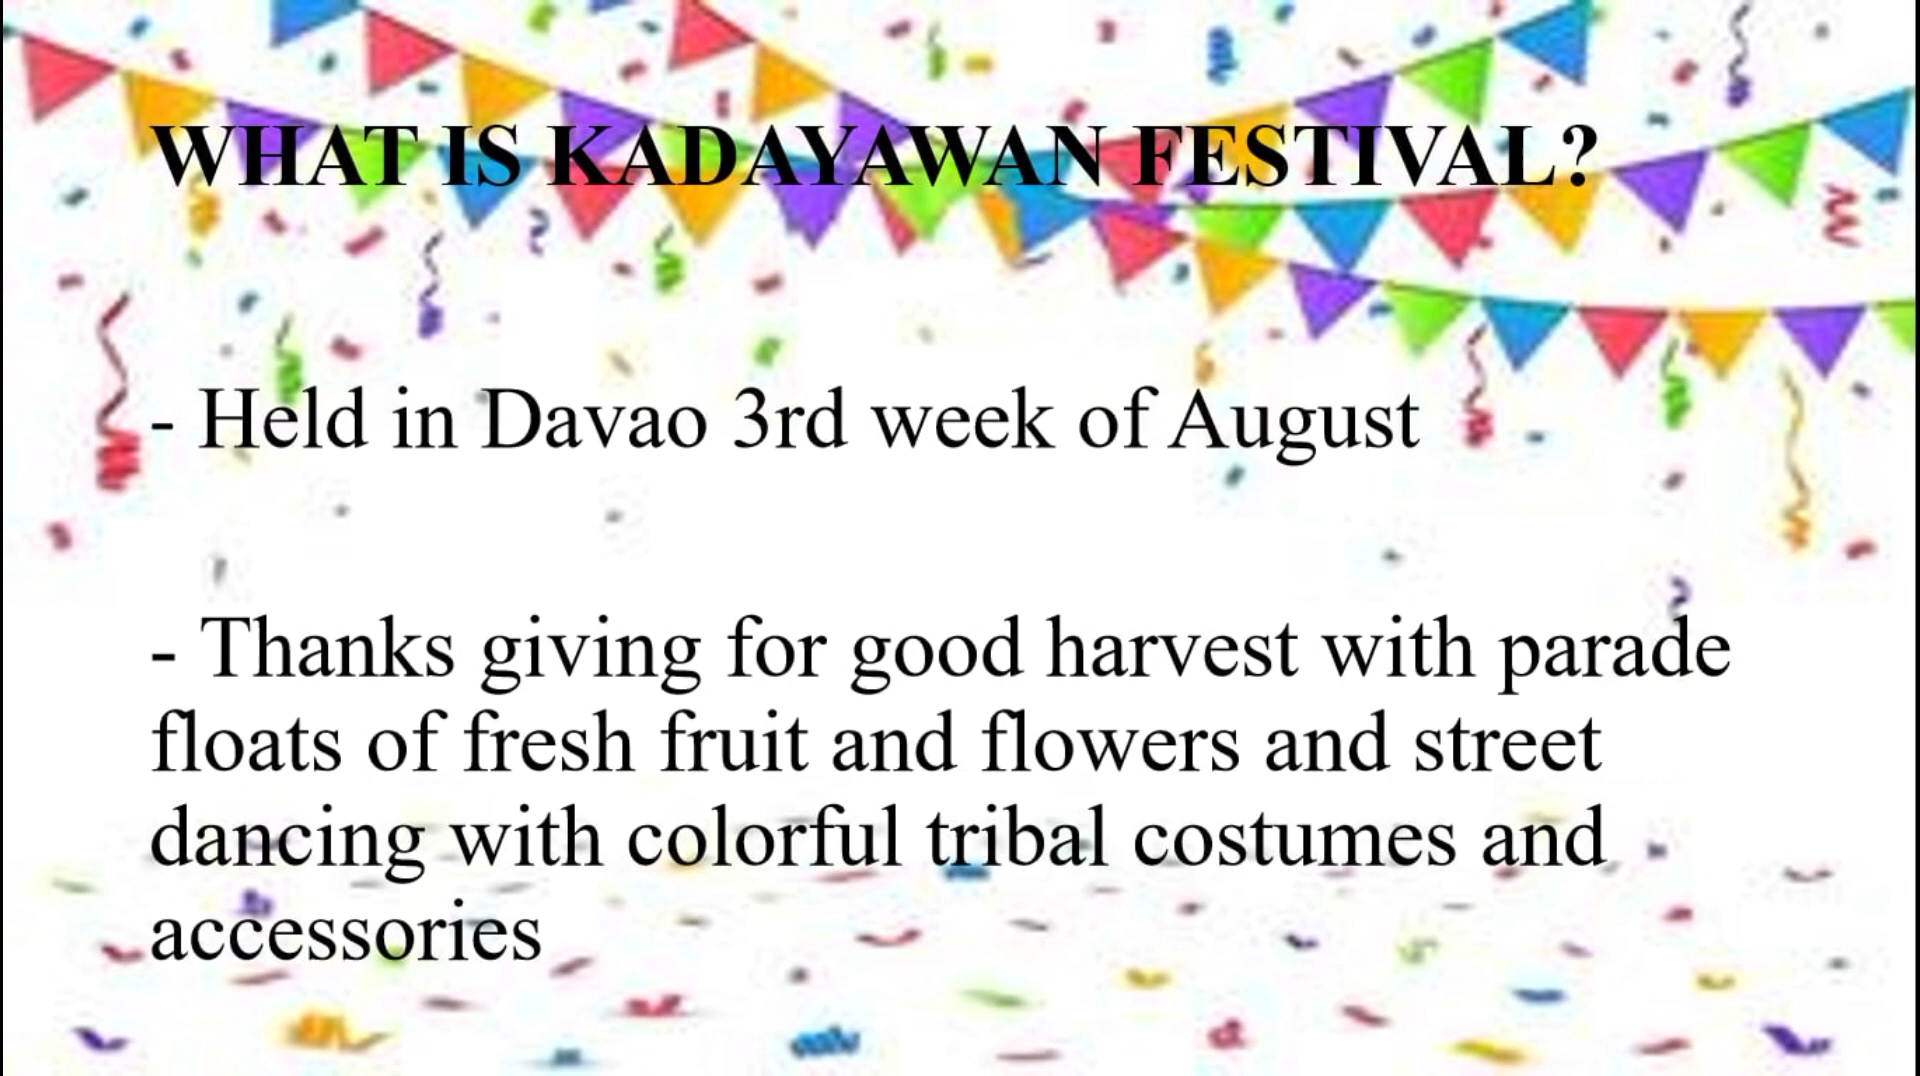 WHAT IS KADAYAWAN FESTIVAL?
- Held in Davao 3rd week of August
- Thanks giving for good harvest with parade
floats of fresh fruit and flowers and street
dancing with colorful tribal costumes and
accessories